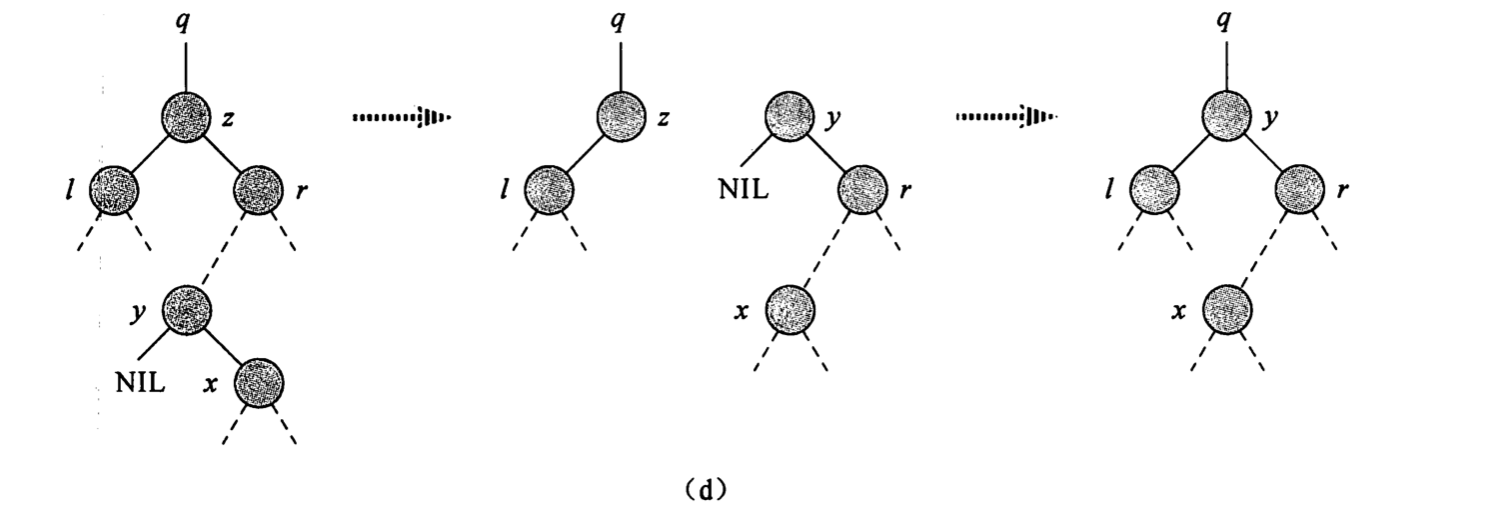 q q q
z z y y
l r l NIL r l r
y x x
NIL x
(d)